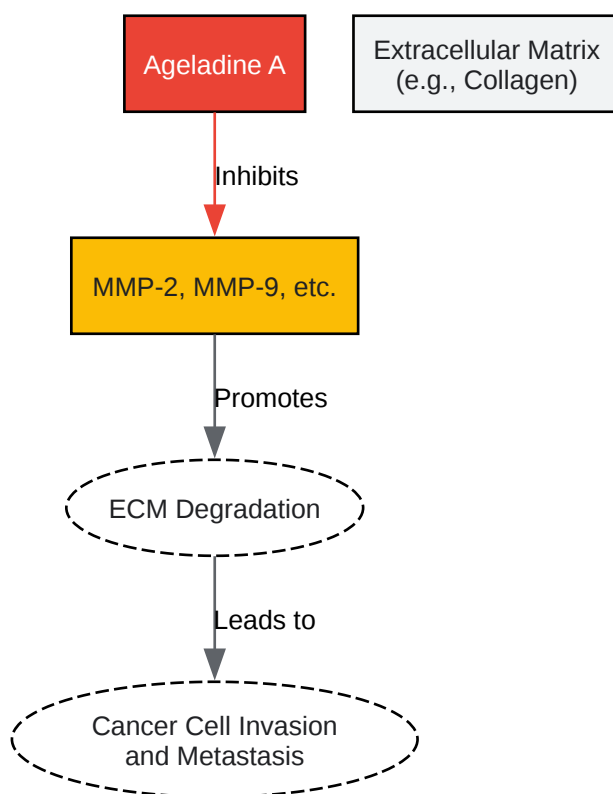 Ageladine A
Extracellular Matrix
(e.g., Collagen)
Inhibits
MMP-2, MMP-9, etc.
Promotes
ECM Degradation
Leads to
Cancer Cell Invasion
and Metastasis